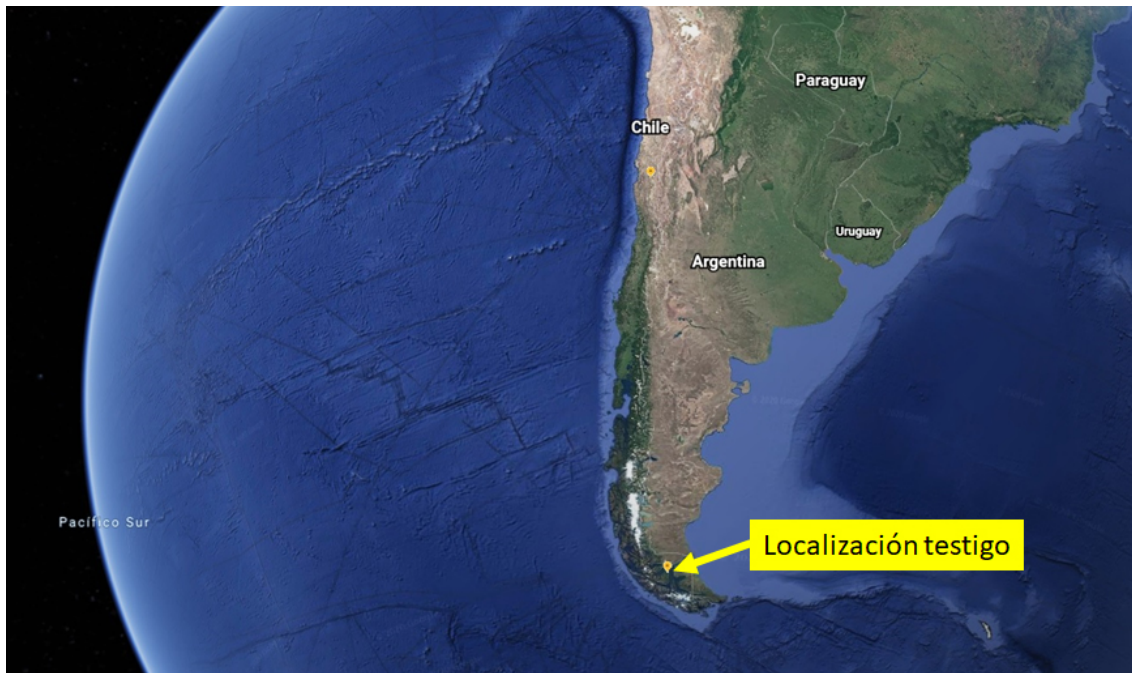 Paraguay
Chile
Uruguay
Argentina
Pacífico Sur
Localización testigo